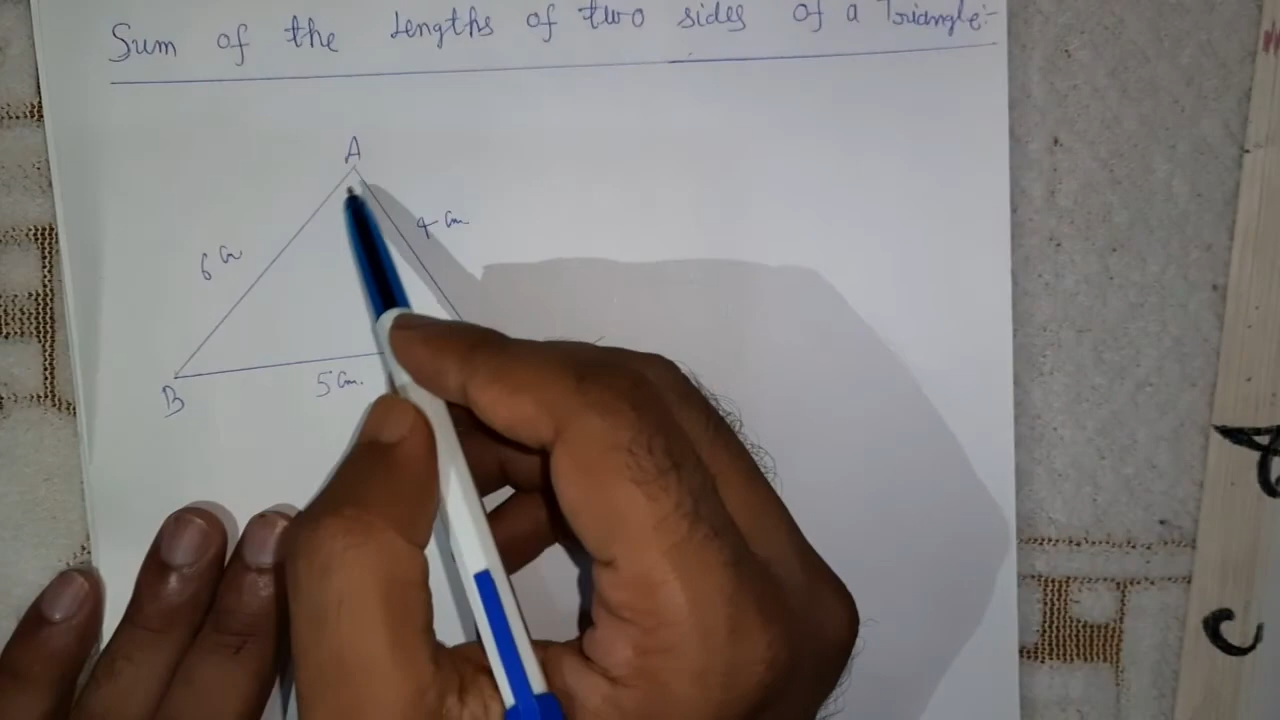 Sum of the lengths of two sides of a Triangle:-
A
4 cm
6 cm
5 cm.
B